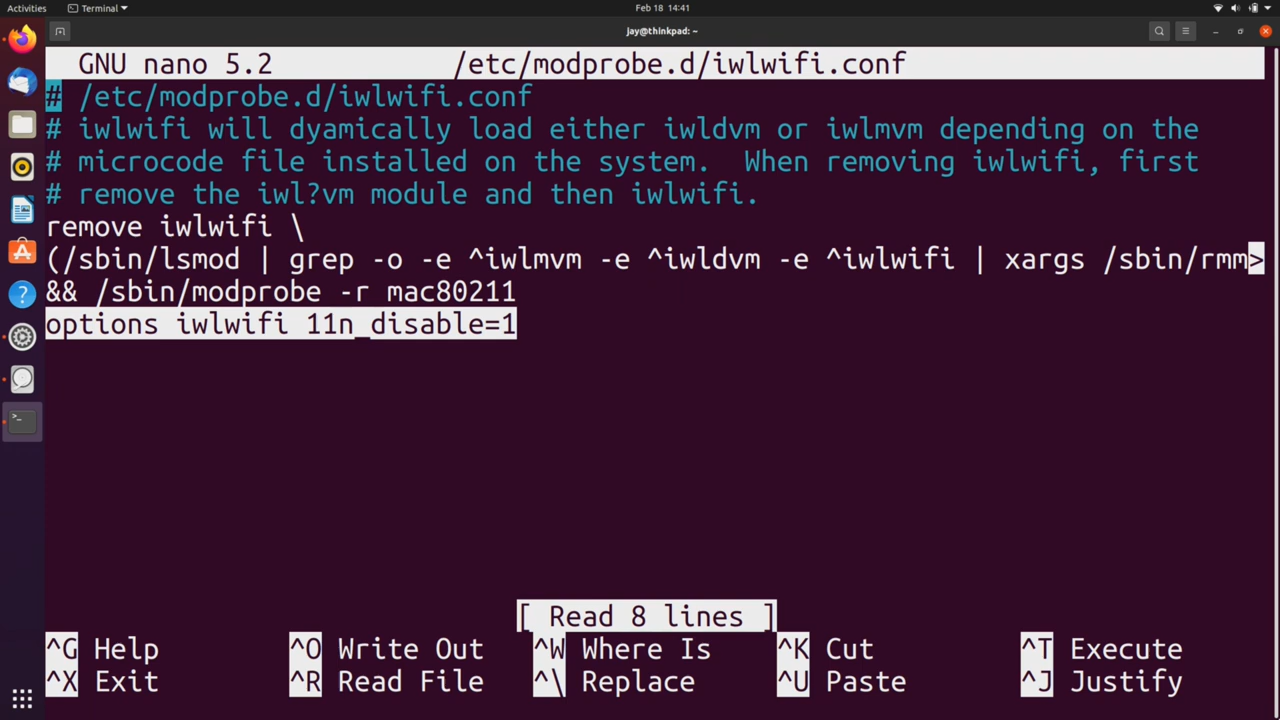 Activities
Terminal
Feb 18 14:41
jay@thinkpad: ~
GNU nano 5.2 /etc/modprobe.d/iwlwifi.conf
# /etc/modprobe.d/iwlwifi.conf
# iwlwifi will dyamically load either iwldvm or iwlmvm depending on the
# microcode file installed on the system.  When removing iwlwifi, first
# remove the iwl?vm module and then iwlwifi.
remove iwlwifi \
(/sbin/lsmod | grep -o -e ^iwlmvm -e ^iwldvm -e ^iwlwifi | xargs /sbin/rmm>
&& /sbin/modprobe -r mac80211
options iwlwifi 11n_disable=1
[ Read 8 lines ]
^G Help ^O Write Out ^W Where Is ^K Cut ^T Execute
^X Exit ^R Read File ^\ Replace ^U Paste ^J Justify